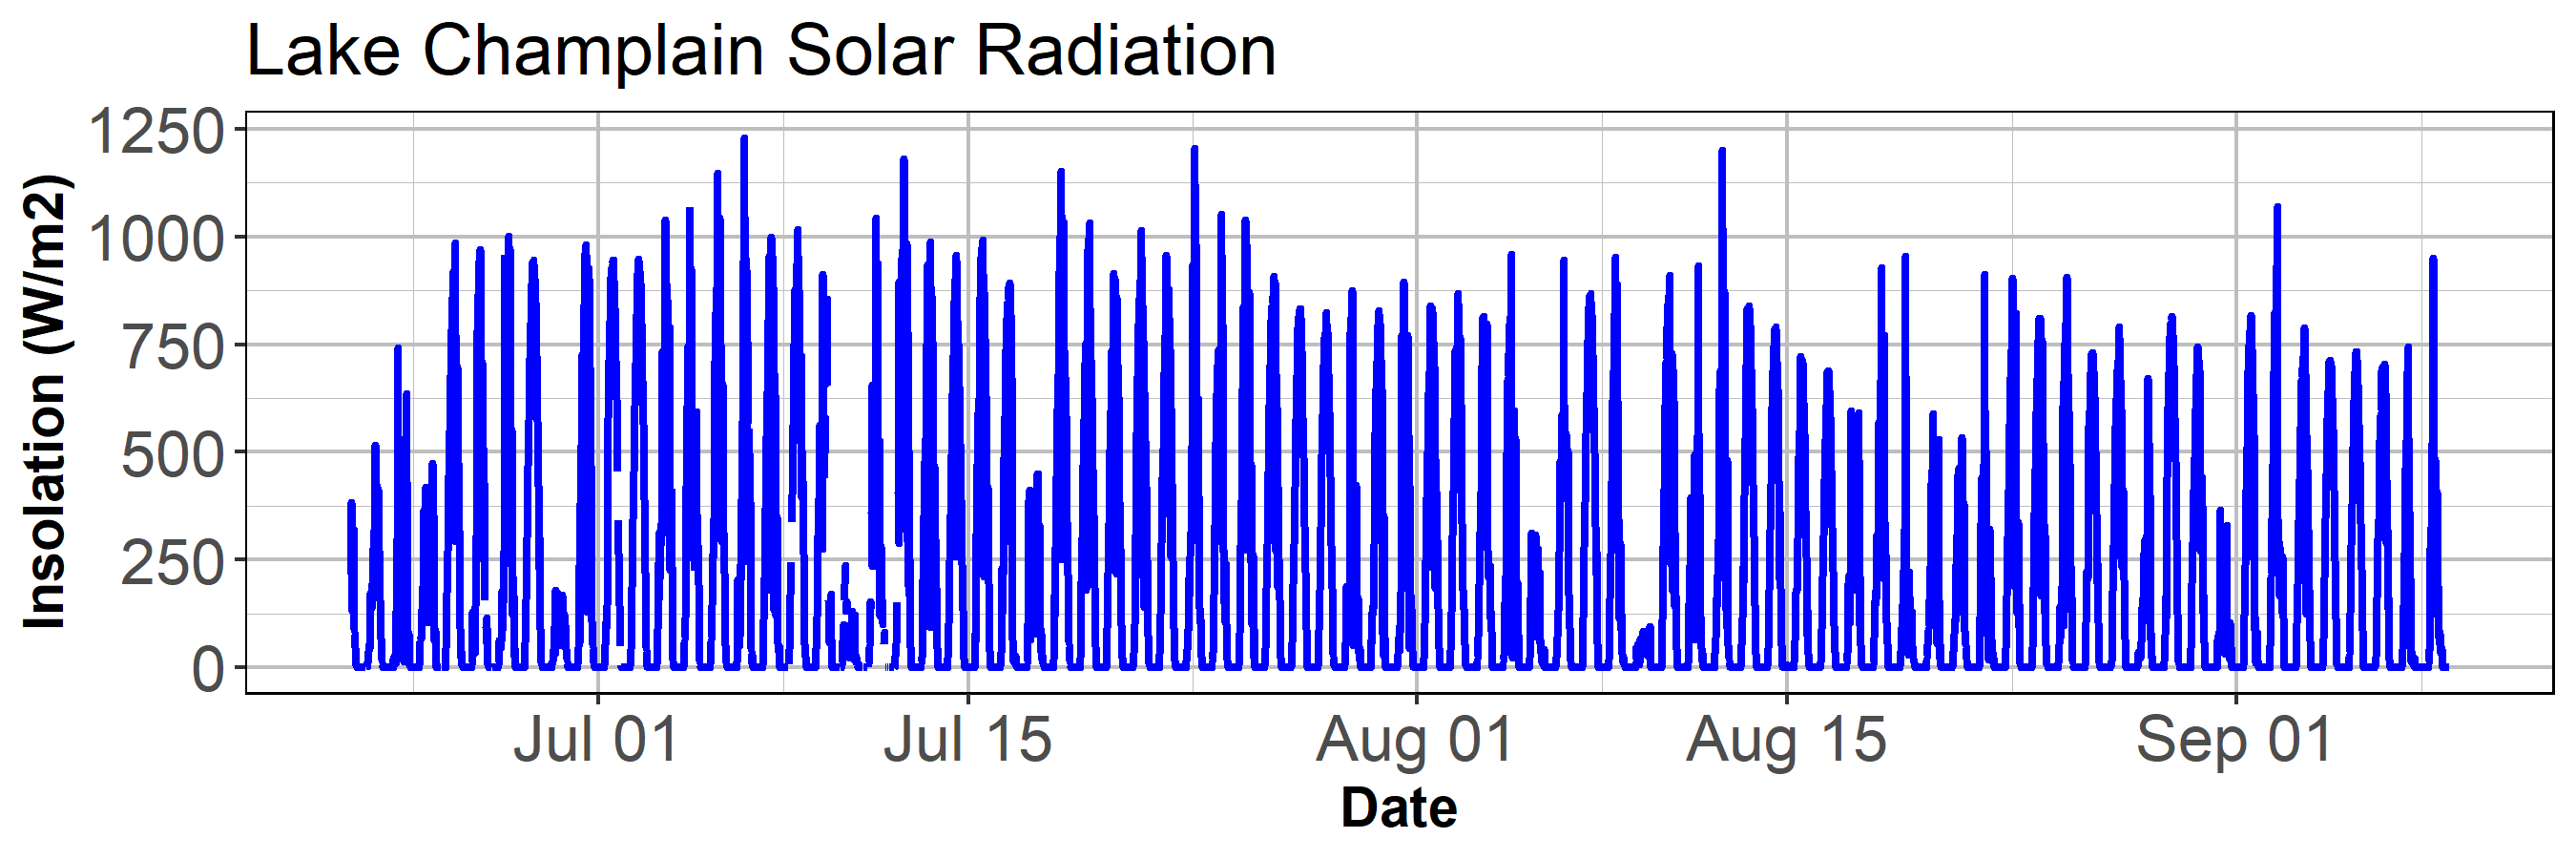 Lake Champlain Solar Radiation
Insolation (W/m2)
1250
1000
750
500
250
0
Jul 01 Jul 15 Aug 01 Aug 15 Sep 01
Date